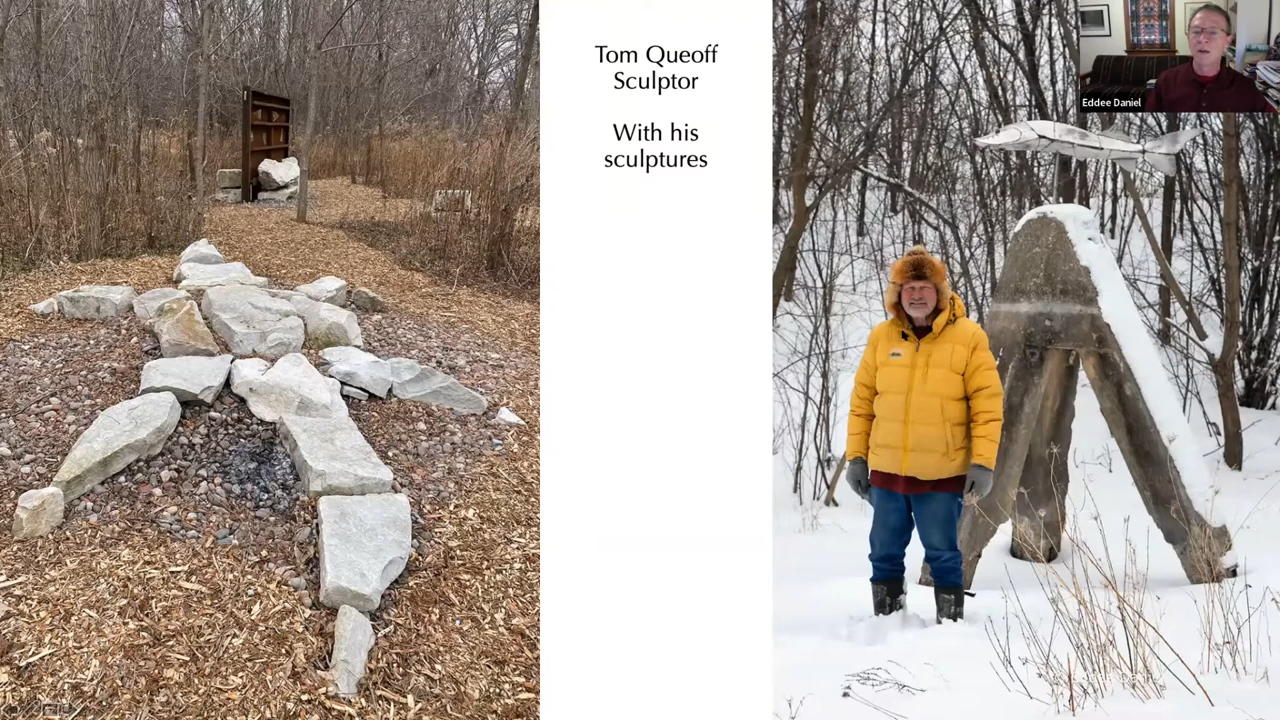 Tom Queoff
Sculptor
With his
sculptures
Eddee Daniel